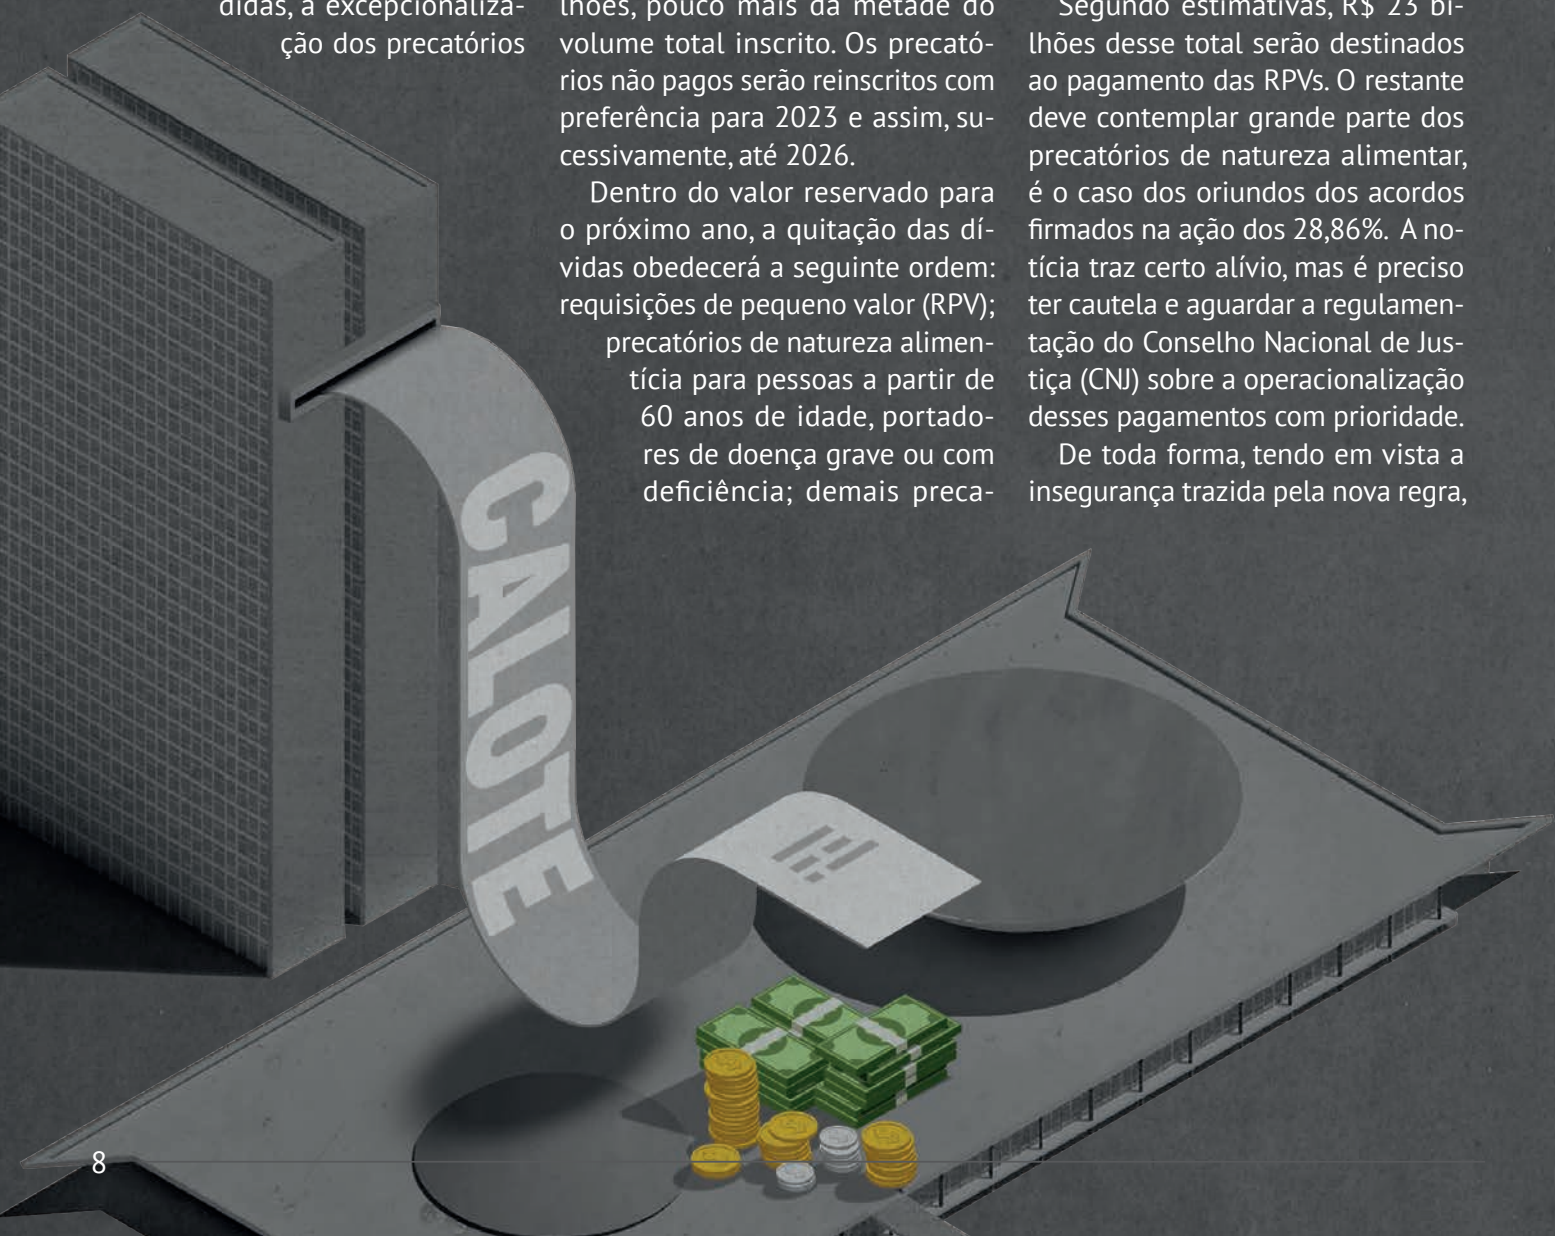 didas, a excepcionaliza-
ção dos precatórios
lhões, pouco mais da metade do
volume total inscrito. Os precató-
rios não pagos serão reinscritos com
preferência para 2023 e assim, su-
cessivamente, até 2026.
Dentro do valor reservado para
o próximo ano, a quitação das dí-
vidas obedecerá a seguinte ordem:
requisições de pequeno valor (RPV);
precatórios de natureza alimen-
tícia para pessoas a partir de
60 anos de idade, portado-
res de doença grave ou com
deficiência; demais preca-
Segundo estimativas, R$ 23 bi-
lhões desse total serão destinados
ao pagamento das RPVs. O restante
deve contemplar grande parte dos
precatórios de natureza alimentar,
é o caso dos oriundos dos acordos
firmados na ação dos 28,86%. A no-
tícia traz certo alívio, mas é preciso
ter cautela e aguardar a regulamen-
tação do Conselho Nacional de Jus-
tiça (CNJ) sobre a operacionalização
desses pagamentos com prioridade.
De toda forma, tendo em vista a
insegurança trazida pela nova regra,
CALOTE
8